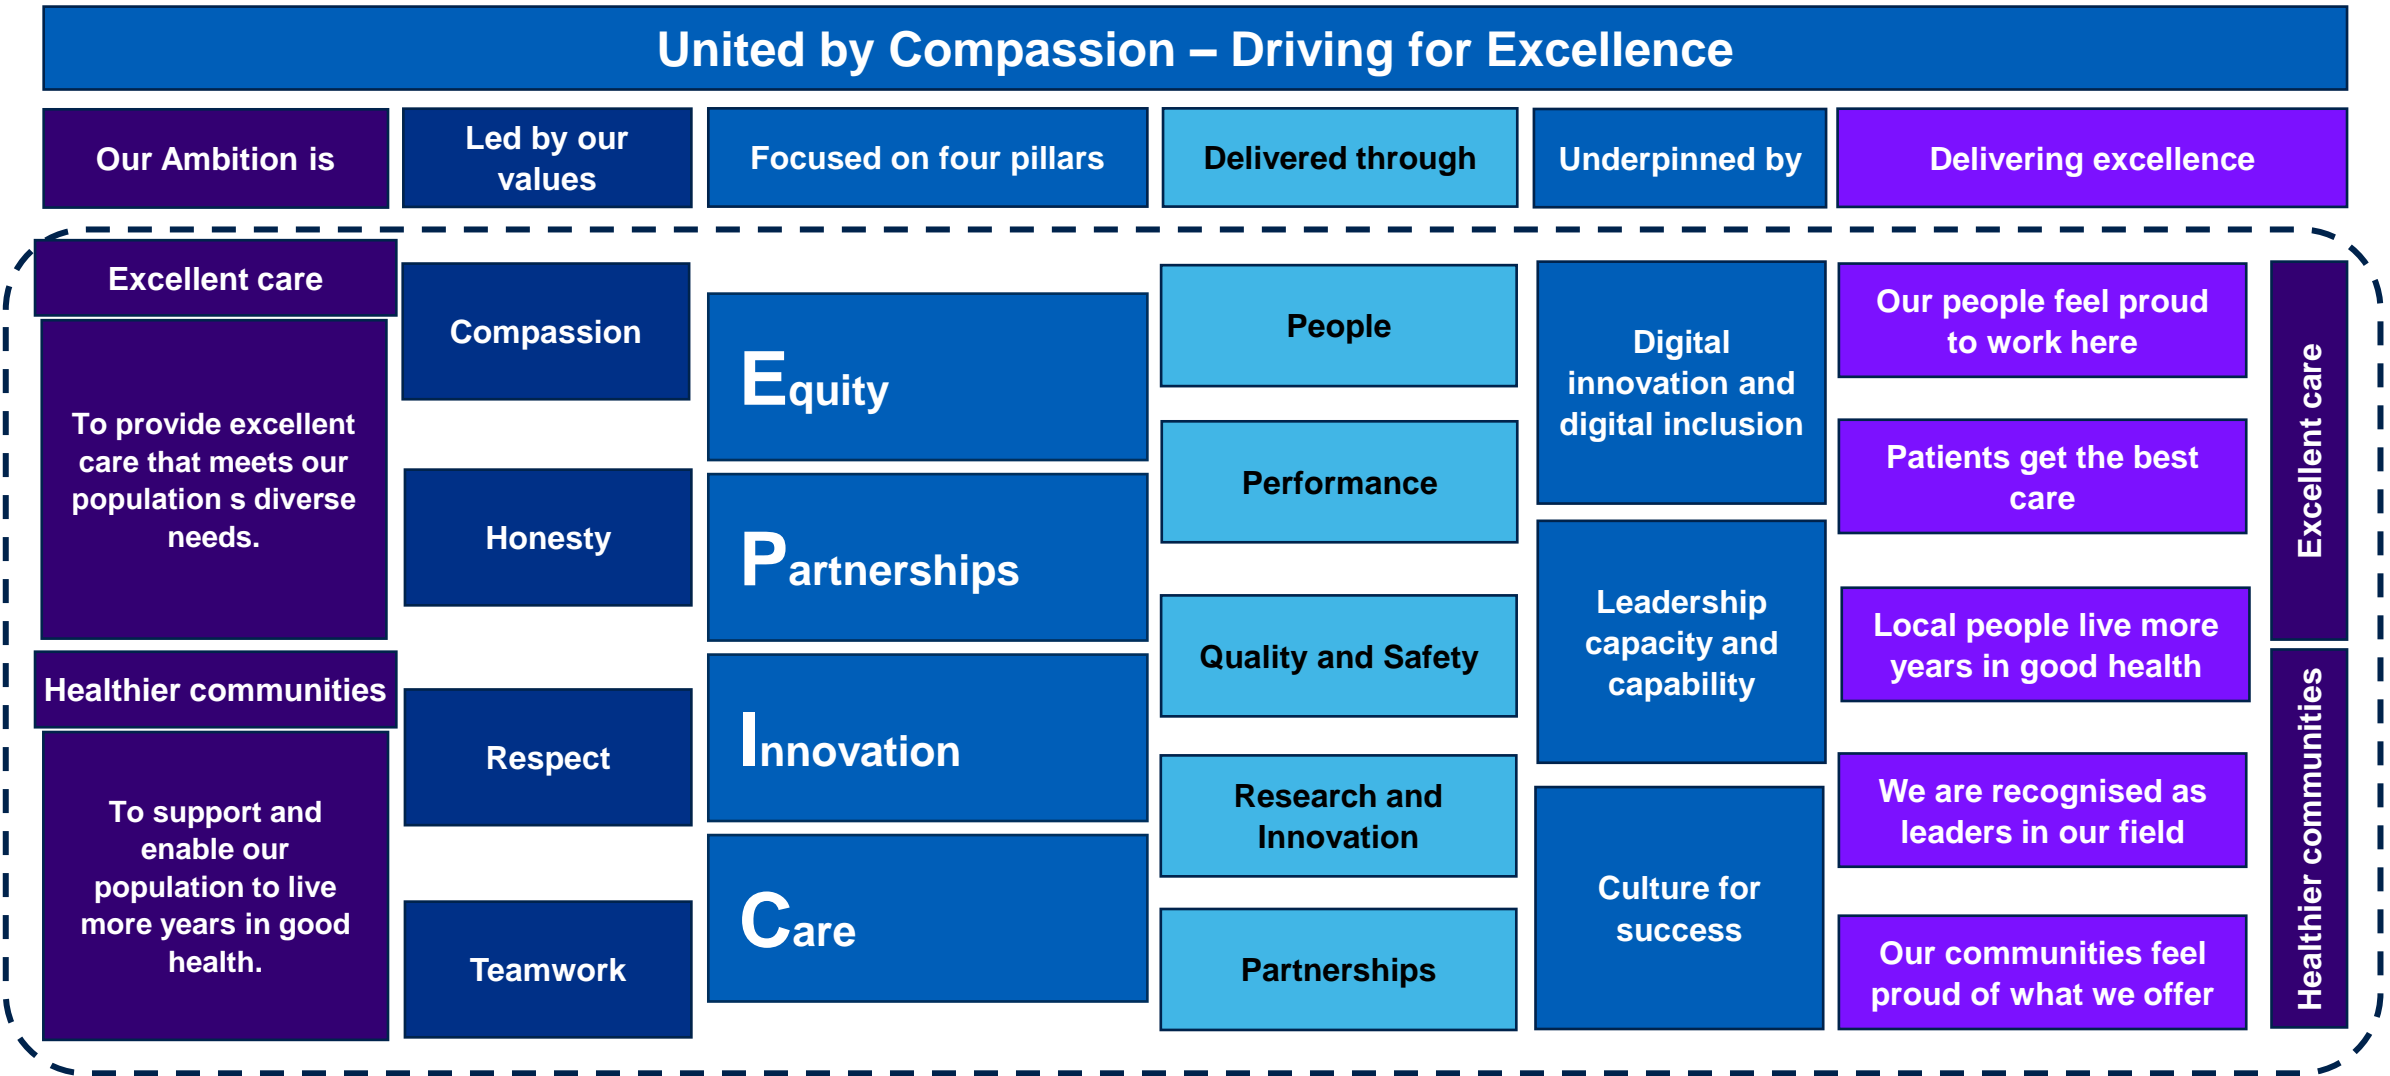 United by Compassion – Driving for Excellence
Our Ambition is
Led by our
values
Focused on four pillars
Delivered through
Underpinned by
Delivering excellence
Excellent care
To provide excellent
care that meets our
population s diverse
needs.
Healthier communities
To support and
enable our
population to live
more years in good
health.
Compassion
Honesty
Respect
Teamwork
Equity
Partnerships
Innovation
Care
People
Performance
Quality and Safety
Research and
Innovation
Partnerships
Digital
innovation and
digital inclusion
Leadership
capacity and
capability
Culture for
success
Our people feel proud
to work here
Patients get the best
care
Local people live more
years in good health
We are recognised as
leaders in our field
Our communities feel
proud of what we offer
Excellent care
Healthier communities